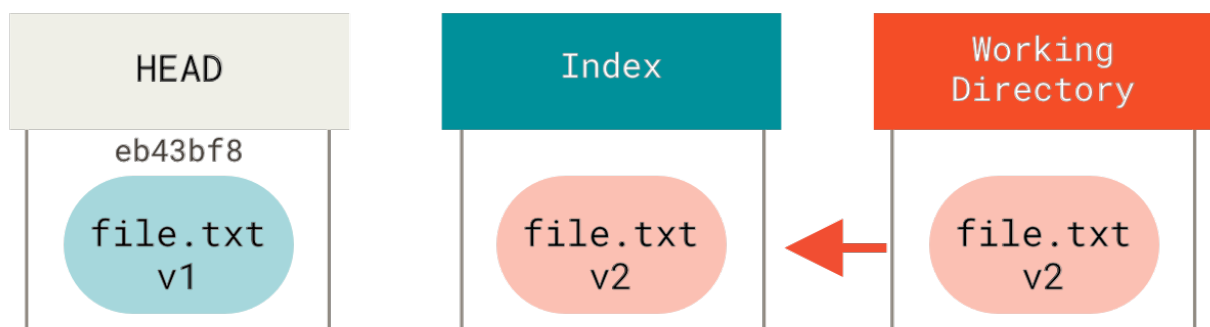 HEAD
Index
Working
Directory
eb43bf8
file.txt
v1
file.txt
v2
file.txt
v2